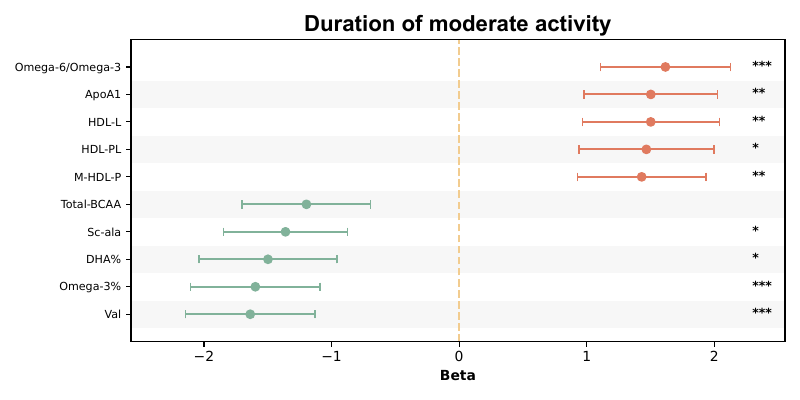 Duration of moderate activity
Omega-6/Omega-3 ***
ApoA1 **
HDL-L **
HDL-PL *
M-HDL-P **
Total-BCAA
Sc-ala *
DHA% *
Omega-3% ***
Val ***
−2 −1 0 1 2
Beta